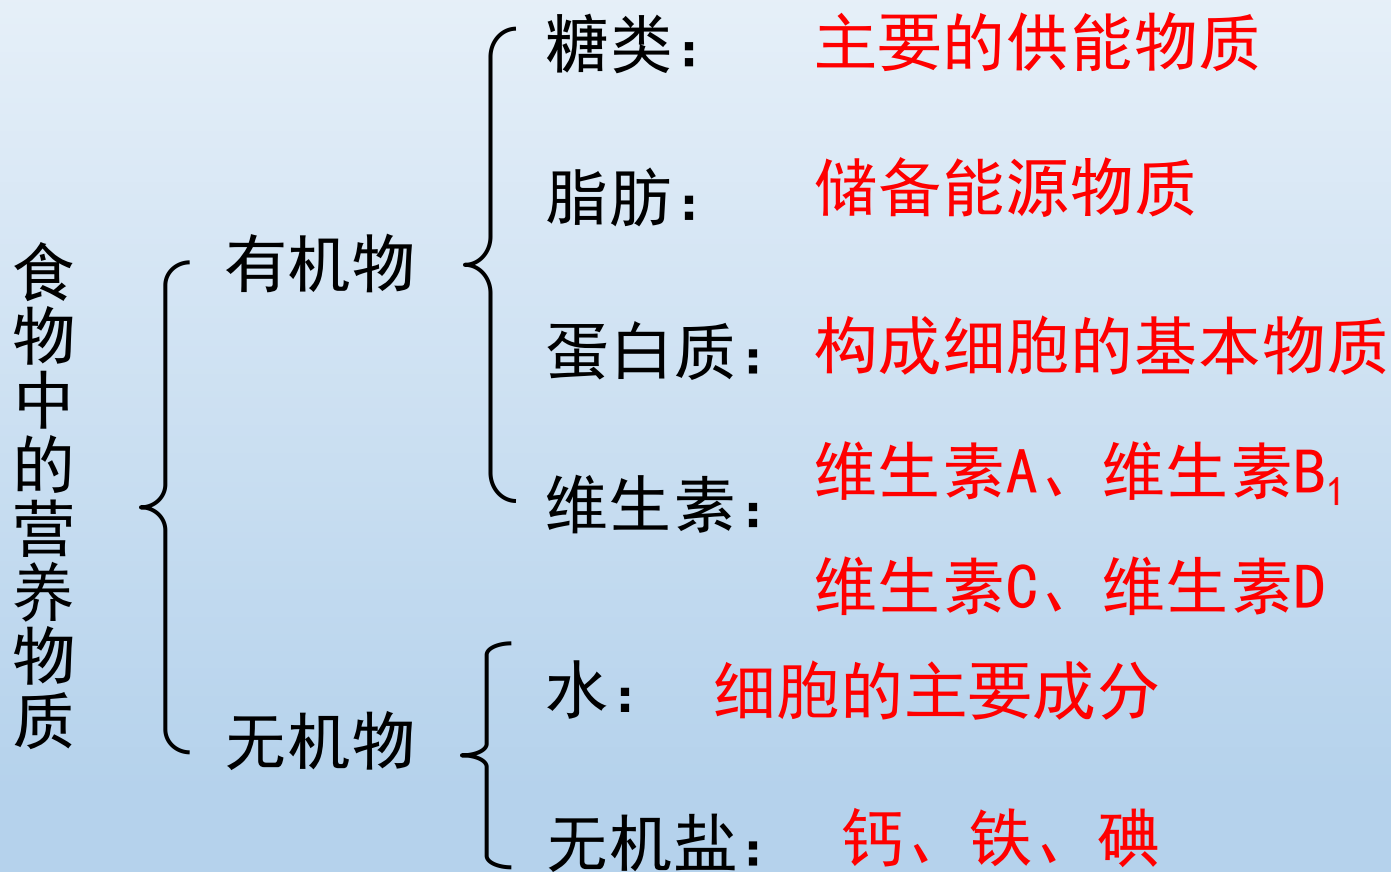 食物中的营养物质
有机物
糖类： 主要的供能物质
脂肪： 储备能源物质
蛋白质： 构成细胞的基本物质
维生素： 维生素A、维生素B₁
维生素C、维生素D
无机物
水： 细胞的主要成分
无机盐： 钙、铁、碘